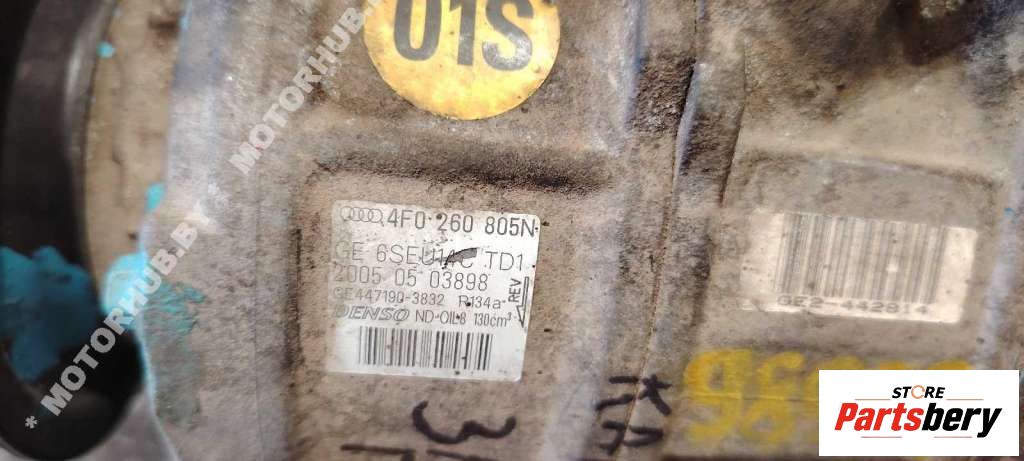 01S
4F0 260 805N
GE 6SEU14C TD1
2005 05 03898
GE447190-3832 R134a
REV
DENSO ND-OIL8 130cm³
GE2-442814
* MOTORHUB.BY
MOTORHUB.BY
STORE
Partsbery